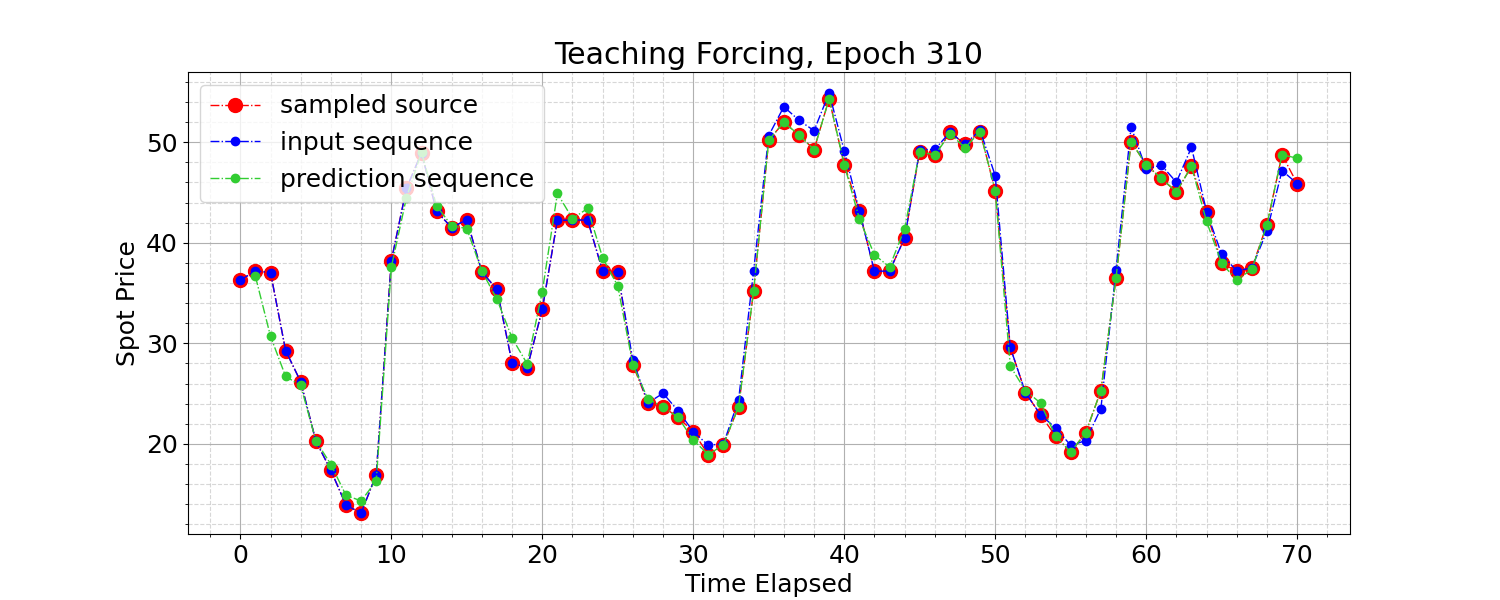 Teaching Forcing, Epoch 310
sampled source
input sequence
prediction sequence
Spot Price
50
40
30
20
0 10 20 30 40 50 60 70
Time Elapsed